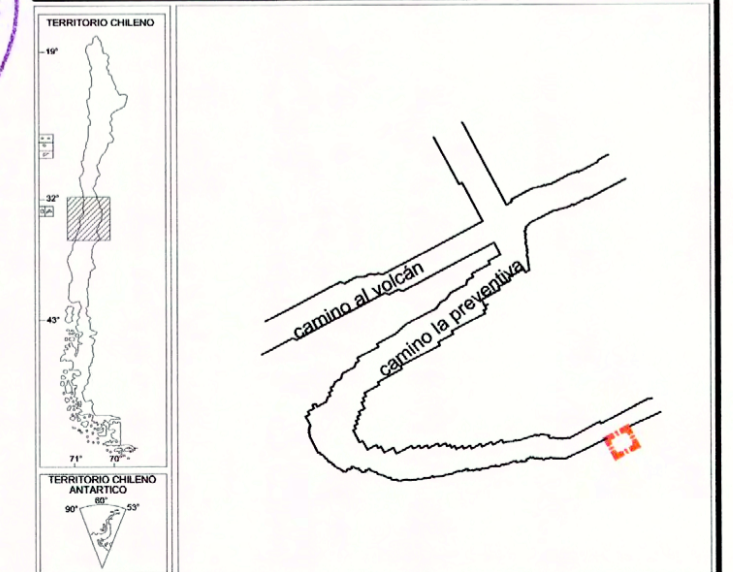 TERRITORIO CHILENO
19°
32°
43°
71° 70°
TERRITORIO CHILENO
ANTARTICO
90° 60° 53°
camino al volcán
camino la preventiva